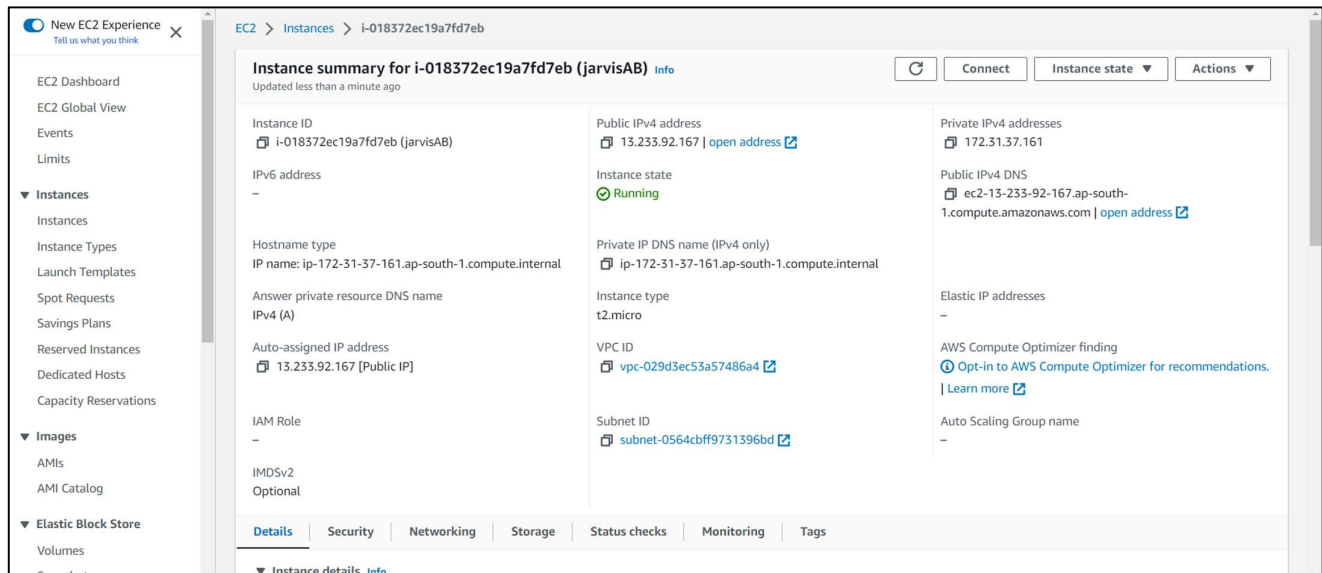 New EC2 Experience
Tell us what you think
EC2 Dashboard
EC2 Global View
Events
Limits
Instances
Instances
Instance Types
Launch Templates
Spot Requests
Savings Plans
Reserved Instances
Dedicated Hosts
Capacity Reservations
Images
AMIs
AMI Catalog
Elastic Block Store
Volumes
EC2 > Instances > i-018372ec19a7fd7eb
Instance summary for i-018372ec19a7fd7eb (jarvisAB) Info
Updated less than a minute ago
Connect
Instance state
Actions
Instance ID
i-018372ec19a7fd7eb (jarvisAB)
Public IPv4 address
13.233.92.167 | open address
Private IPv4 addresses
172.31.37.161
IPv6 address
–
Instance state
Running
Public IPv4 DNS
ec2-13-233-92-167.ap-south-
1.compute.amazonaws.com | open address
Hostname type
IP name: ip-172-31-37-161.ap-south-1.compute.internal
Private IP DNS name (IPv4 only)
ip-172-31-37-161.ap-south-1.compute.internal
Answer private resource DNS name
IPv4 (A)
Instance type
t2.micro
Elastic IP addresses
–
Auto-assigned IP address
13.233.92.167 [Public IP]
VPC ID
vpc-029d3ec53a57486a4
AWS Compute Optimizer finding
Opt-in to AWS Compute Optimizer for recommendations.
| Learn more
IAM Role
–
Subnet ID
subnet-0564cbff9731396bd
Auto Scaling Group name
–
IMDSv2
Optional
Details
Security
Networking
Storage
Status checks
Monitoring
Tags
Instance details Info